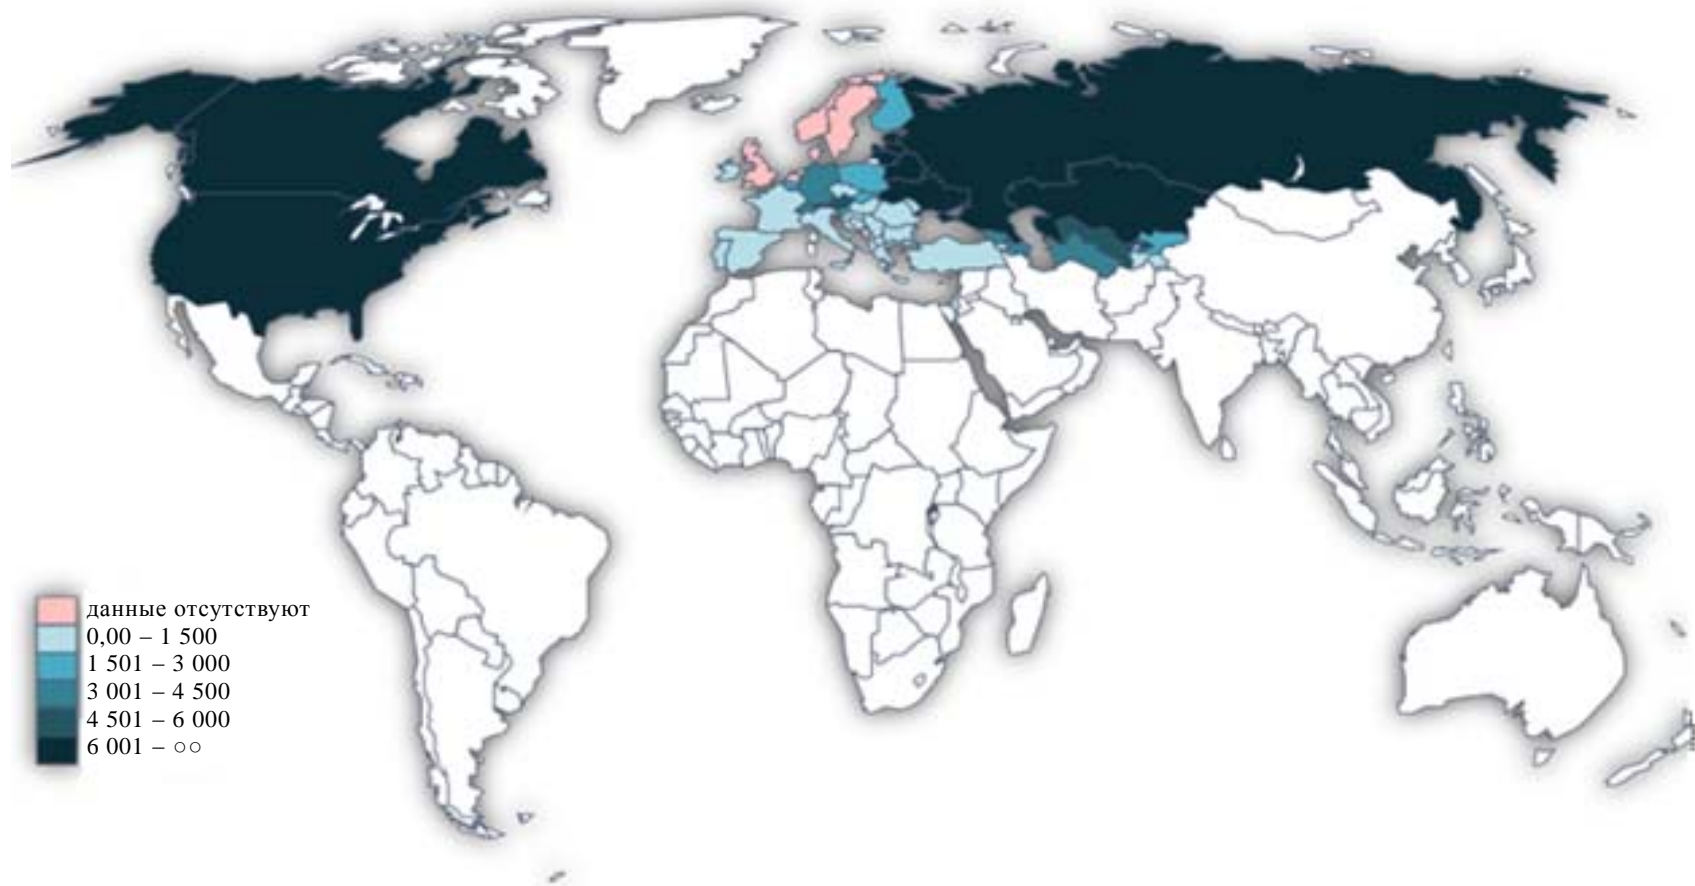 данные отсутствуют
0,00 – 1 500
1 501 – 3 000
3 001 – 4 500
4 501 – 6 000
6 001 – ○○